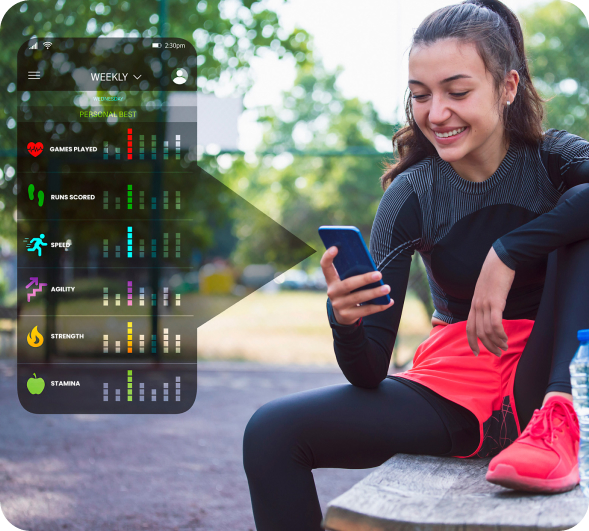 2:30pm
WEEKLY
PERSONAL BEST
GAMES PLAYED
RUNS SCORED
SPEED
AGILITY
STRENGTH
STAMINA